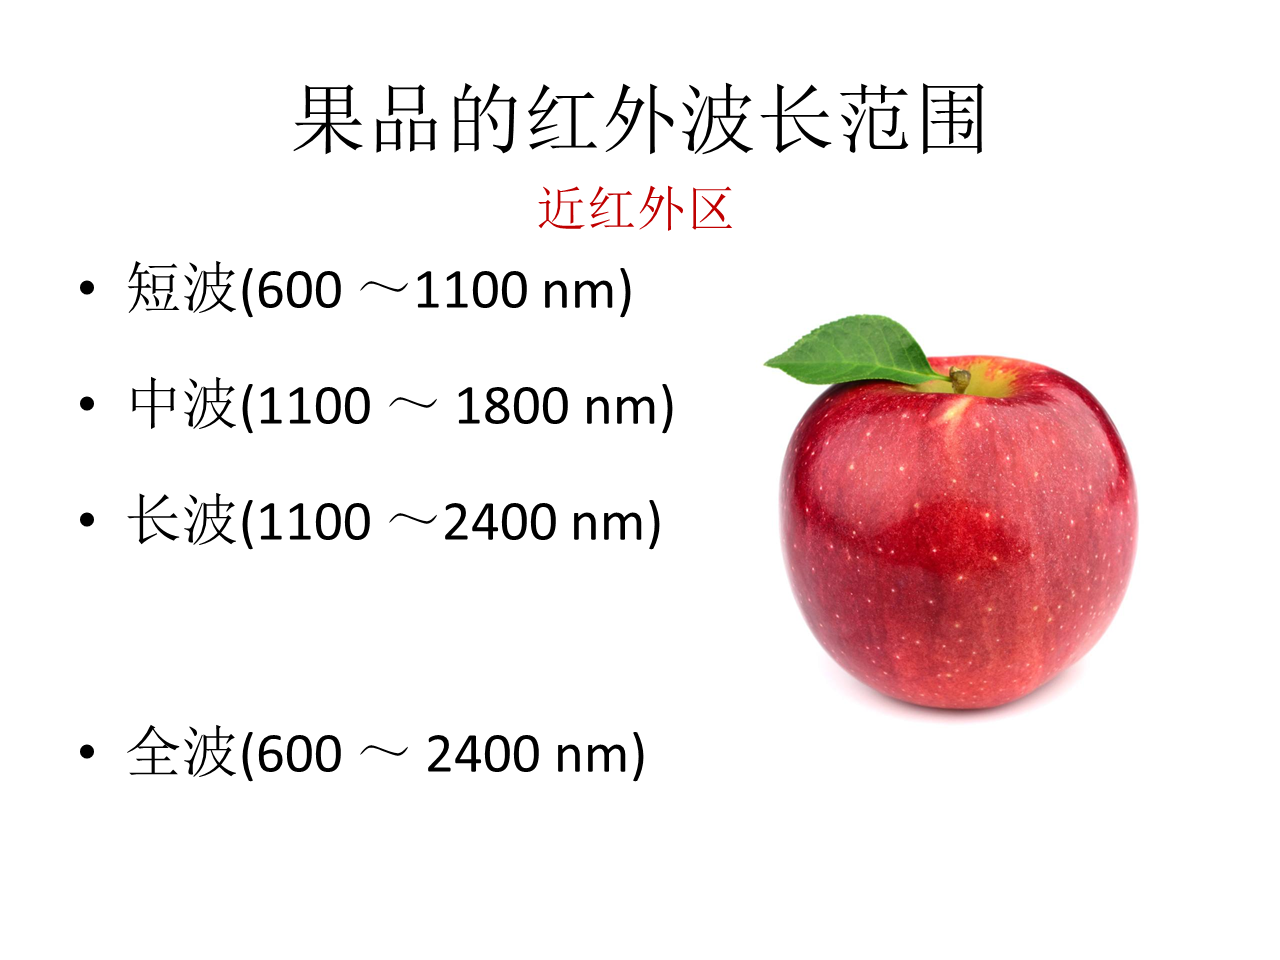 果品的红外波长范围
近红外区
• 短波(600 ～1100 nm)
• 中波(1100 ～ 1800 nm)
• 长波(1100 ～2400 nm)
• 全波(600 ～ 2400 nm)